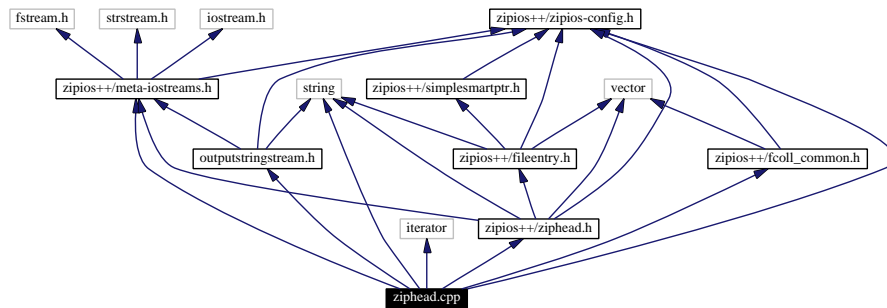 fstream.h
strstream.h
iostream.h
zipios++/zipios-config.h
zipios++/meta-iostreams.h
string
zipios++/simplesmartptr.h
vector
outputstringstream.h
zipios++/fileentry.h
zipios++/fcoll_common.h
iterator
zipios++/ziphead.h
ziphead.cpp